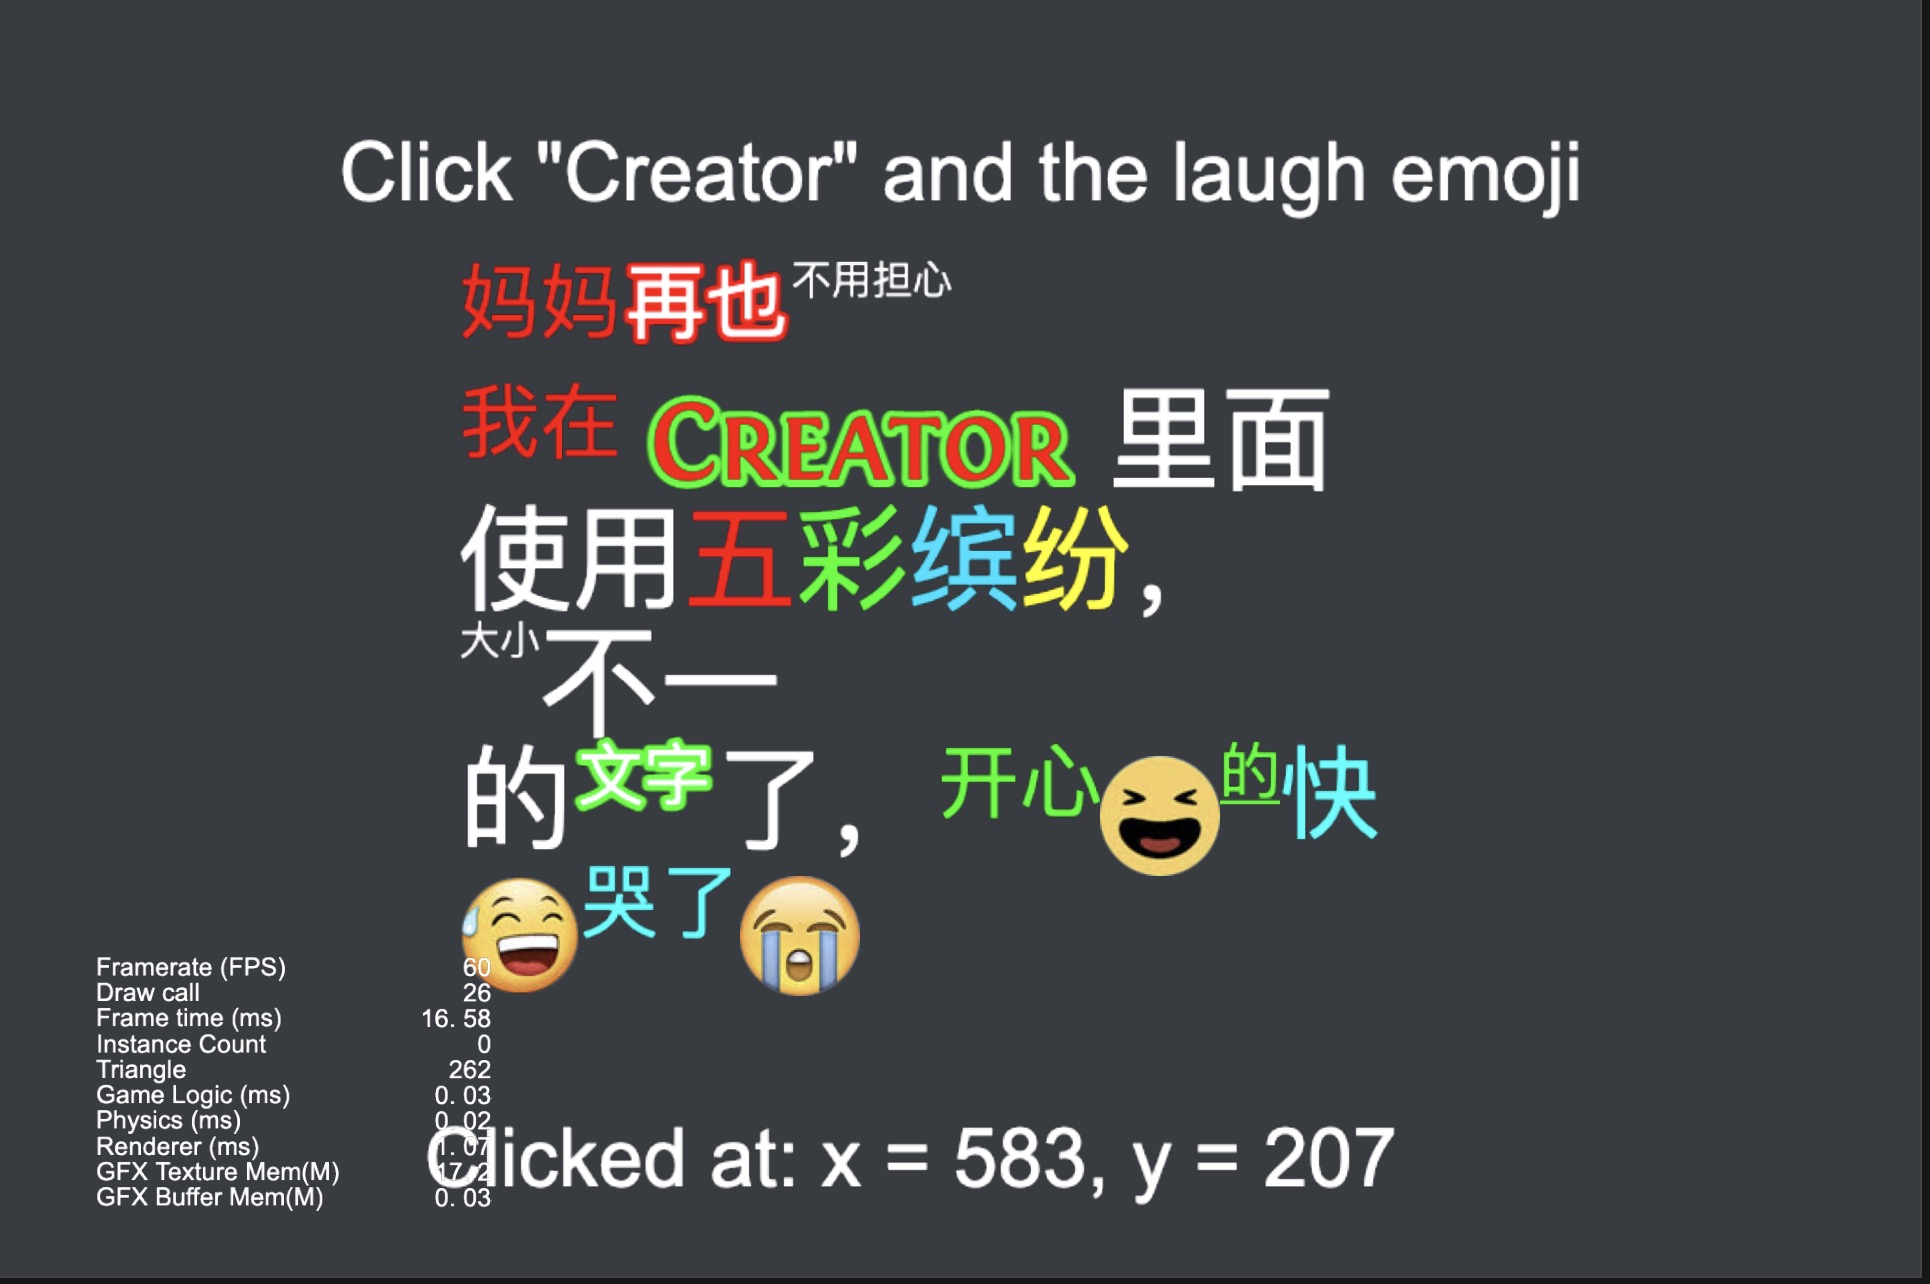 Click "Creator" and the laugh emoji
妈妈再也不用担心
我在 CREATOR 里面
使用五彩缤纷，
大小不一
的文字了， 开心😆的快
😅哭了😭
Framerate (FPS) 60
Draw call 26
Frame time (ms) 16.58
Instance Count 0
Triangle 262
Game Logic (ms) 0.03
Physics (ms) 0.02
Renderer (ms) 1.07
GFX Texture Mem(M) 17.2
GFX Buffer Mem(M) 0.03
Clicked at: x = 583, y = 207